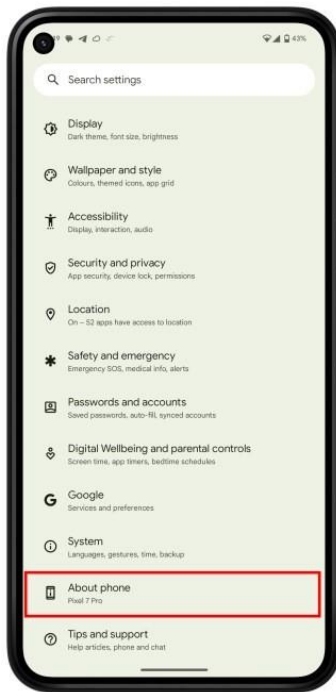 43%
Search settings
Display
Dark theme, font size, brightness
Wallpaper and style
Colours, themed icons, app grid
Accessibility
Display, interaction, audio
Security and privacy
App security, device lock, permissions
Location
On – 52 apps have access to location
Safety and emergency
Emergency SOS, medical info, alerts
Passwords and accounts
Saved passwords, auto-fill, synced accounts
Digital Wellbeing and parental controls
Screen time, app timers, bedtime schedules
Google
Services and preferences
System
Languages, gestures, time, backup
About phone
Pixel 7 Pro
Tips and support
Help articles, phone and chat